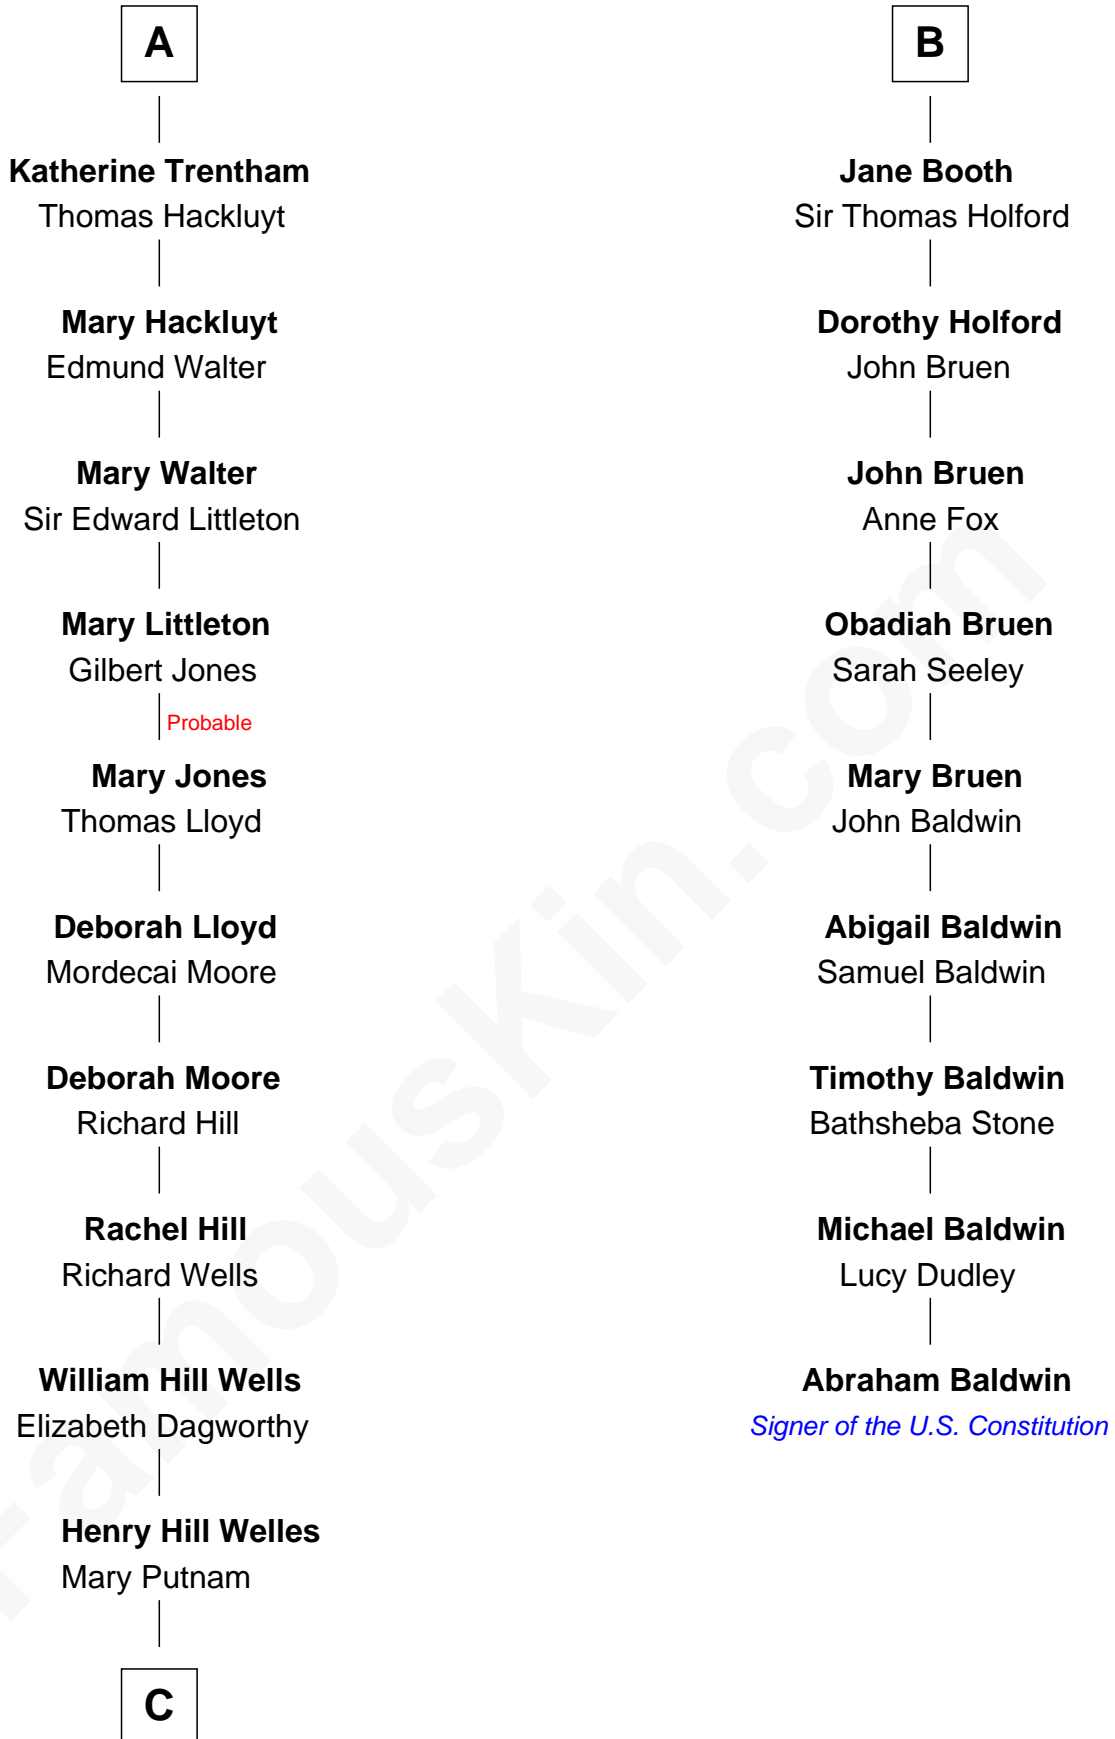 A
Katherine Trentham
Thomas Hackluyt
Mary Hackluyt
Edmund Walter
Mary Walter
Sir Edward Littleton
Mary Littleton
Gilbert Jones
Probable
Mary Jones
Thomas Lloyd
Deborah Lloyd
Mordecai Moore
Deborah Moore
Richard Hill
Rachel Hill
Richard Wells
William Hill Wells
Elizabeth Dagworthy
Henry Hill Welles
Mary Putnam
C
B
Jane Booth
Sir Thomas Holford
Dorothy Holford
John Bruen
John Bruen
Anne Fox
Obadiah Bruen
Sarah Seeley
Mary Bruen
John Baldwin
Abigail Baldwin
Samuel Baldwin
Timothy Baldwin
Bathsheba Stone
Michael Baldwin
Lucy Dudley
Abraham Baldwin
Signer of the U.S. Constitution
FamousKin.com